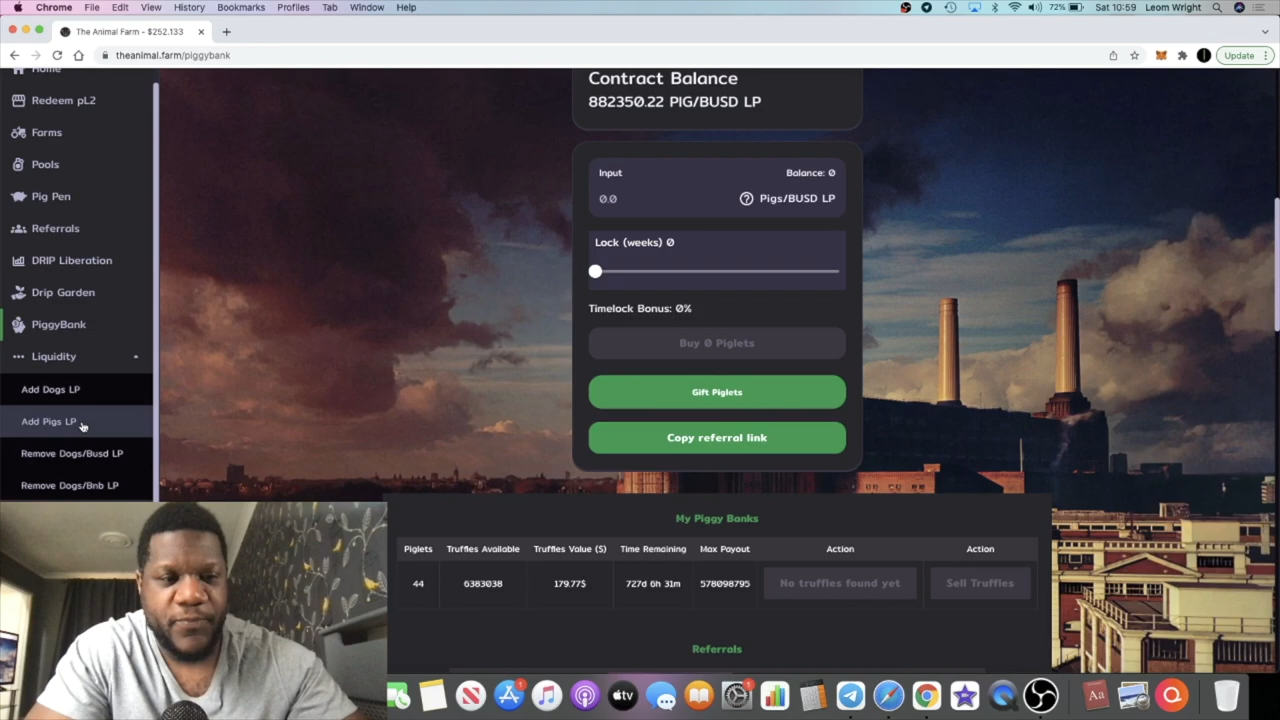 Chrome File Edit View History Bookmarks Profiles Tab Window Help
72% Sat 10:59 Leom Wright
The Animal Farm - $252.133
theanimal.farm/piggybank
Update
Home
Redeem pL2
Farms
Pools
Pig Pen
Referrals
DRIP Liberation
Drip Garden
PiggyBank
Liquidity
Add Dogs LP
Add Pigs LP
Remove Dogs/Busd LP
Remove Dogs/Bnb LP
Contract Balance
882350.22 PIG/BUSD LP
Input Balance: 0
0.0 Pigs/BUSD LP
Lock (weeks) 0
Timelock Bonus: 0%
Buy 0 Piglets
Gift Piglets
Copy referral link
My Piggy Banks
Piglets Truffles Available Truffles Value ($) Time Remaining Max Payout Action Action
44 6383038 179.77$ 727d 6h 31m 578098795 No truffles found yet Sell Truffles
Referrals
tv
Aa